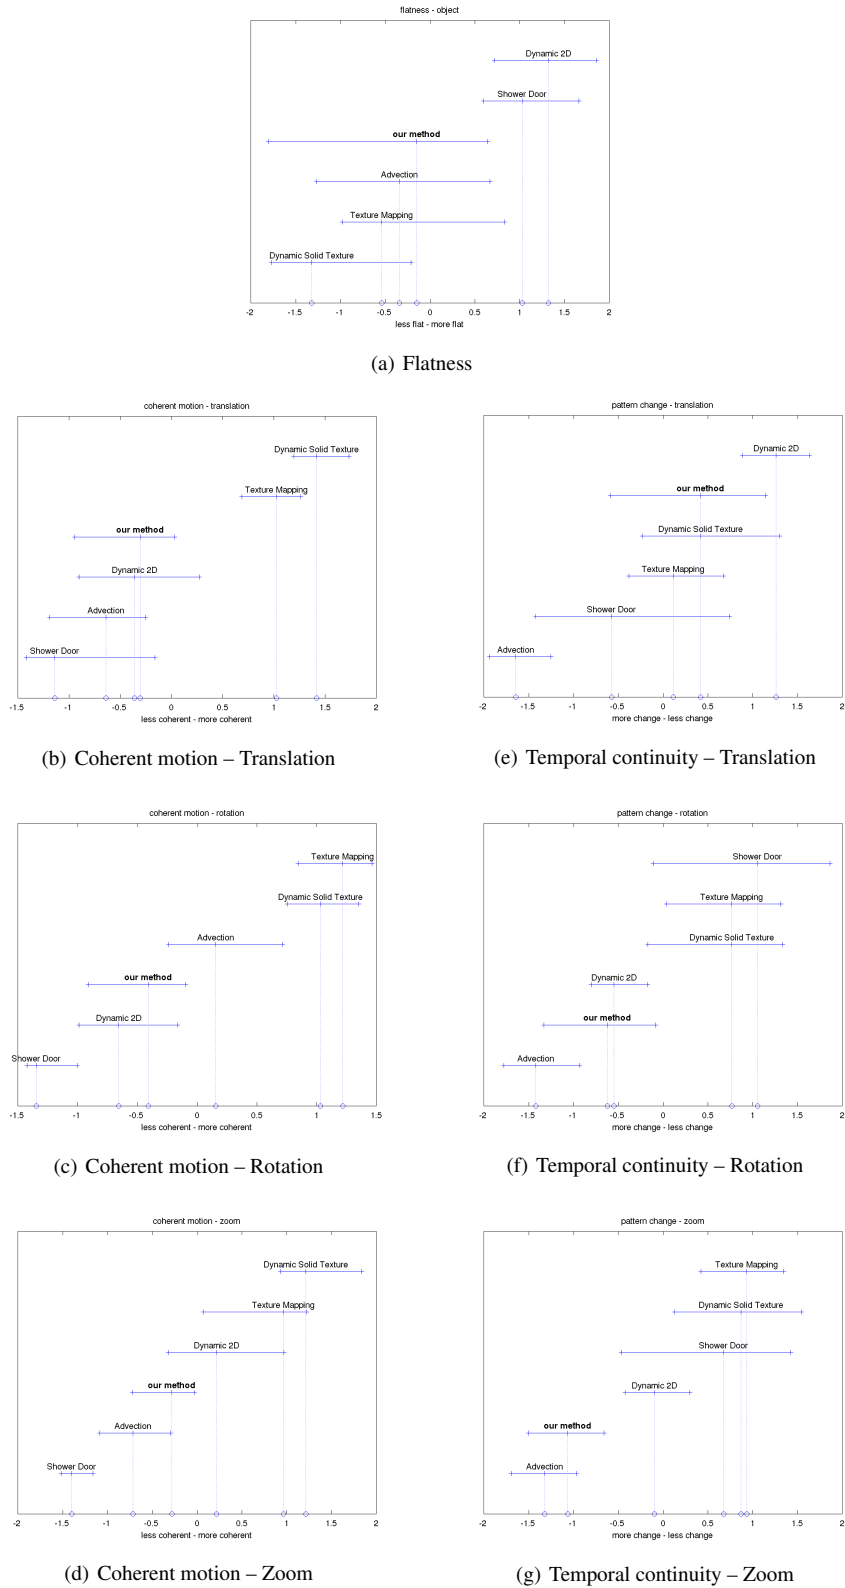 flatness - object
Dynamic 2D
Shower Door
our method
Advection
Texture Mapping
Dynamic Solid Texture
-2 -1.5 -1 -0.5 0 0.5 1 1.5 2
less flat - more flat
(a) Flatness
coherent motion - translation
Dynamic Solid Texture
Texture Mapping
our method
Dynamic 2D
Advection
Shower Door
-1.5 -1 -0.5 0 0.5 1 1.5 2
less coherent - more coherent
(b) Coherent motion – Translation
pattern change - translation
Dynamic 2D
our method
Dynamic Solid Texture
Texture Mapping
Shower Door
Advection
-2 -1.5 -1 -0.5 0 0.5 1 1.5 2
more change - less change
(e) Temporal continuity – Translation
coherent motion - rotation
Texture Mapping
Dynamic Solid Texture
Advection
our method
Dynamic 2D
Shower Door
-1.5 -1 -0.5 0 0.5 1 1.5
less coherent - more coherent
(c) Coherent motion – Rotation
pattern change - rotation
Shower Door
Texture Mapping
Dynamic Solid Texture
Dynamic 2D
our method
Advection
-2 -1.5 -1 -0.5 0 0.5 1 1.5 2
more change - less change
(f) Temporal continuity – Rotation
coherent motion - zoom
Dynamic Solid Texture
Texture Mapping
Dynamic 2D
our method
Advection
Shower Door
-2 -1.5 -1 -0.5 0 0.5 1 1.5 2
less coherent - more coherent
(d) Coherent motion – Zoom
pattern change - zoom
Texture Mapping
Dynamic Solid Texture
Shower Door
Dynamic 2D
our method
Advection
-2 -1.5 -1 -0.5 0 0.5 1 1.5 2
more change - less change
(g) Temporal continuity – Zoom